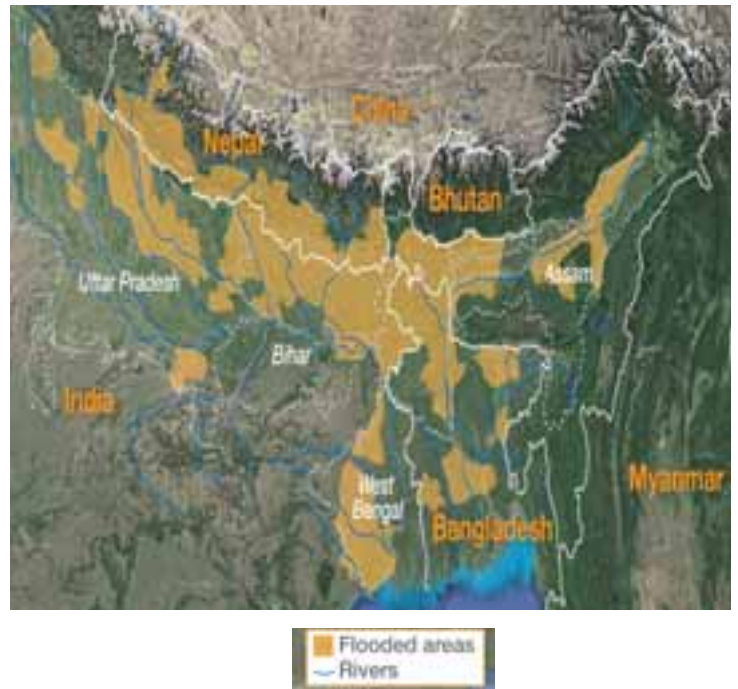 China
Nepal
Bhutan
Assam
Uttar Pradesh
Bihar
India
West
Bengal
Myanmar
Bangladesh
Flooded areas
Rivers